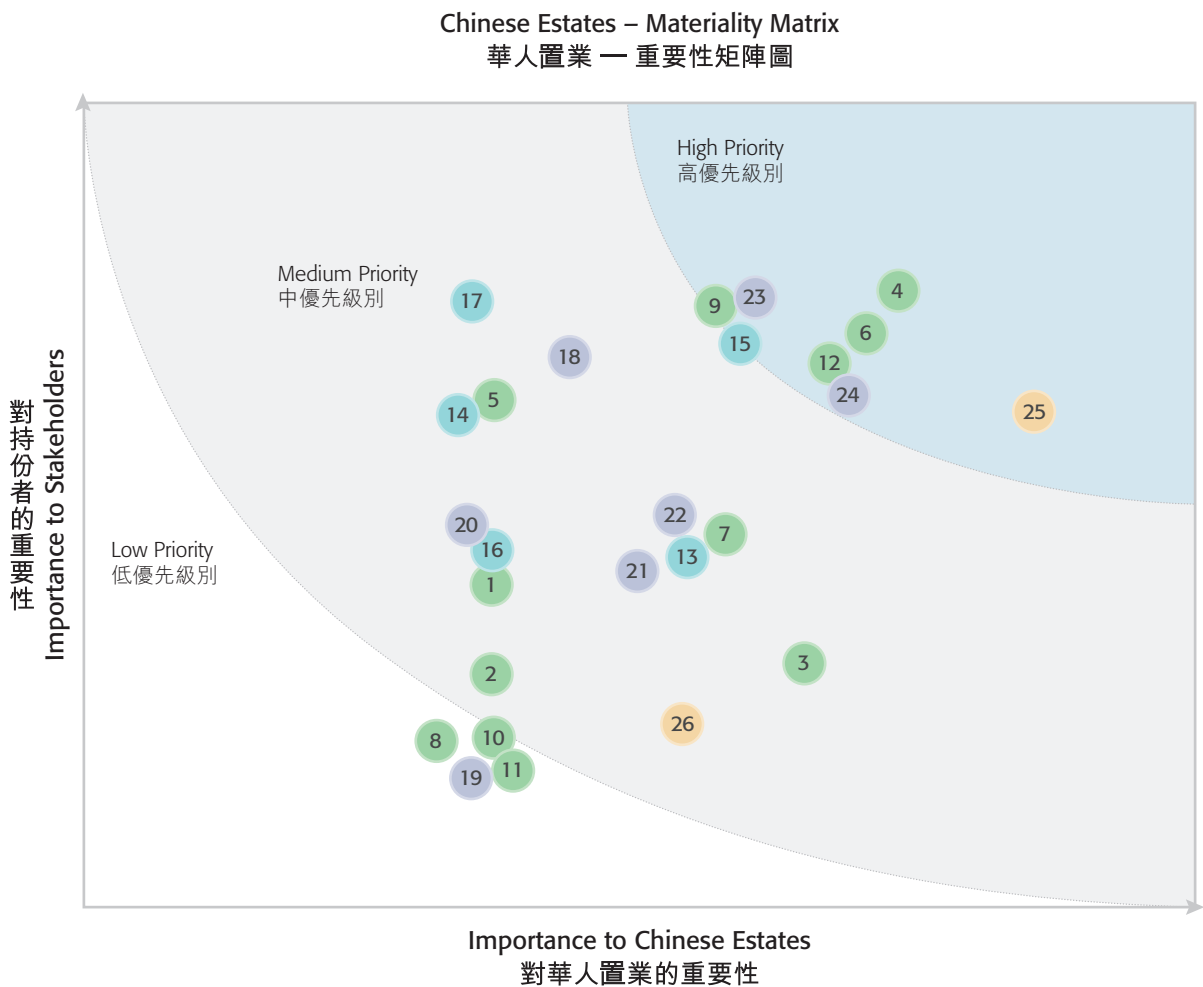 Chinese Estates – Materiality Matrix
華人置業 — 重要性矩陣圖
High Priority
高優先級別
Medium Priority
中優先級別
Low Priority
低優先級別
4
23
17
9
6
15
18
12
24
5
25
14
22
20
7
16
13
21
1
3
2
26
10
8
11
19
對持份者的重要性
Importance to Stakeholders
Importance to Chinese Estates
對華人置業的重要性